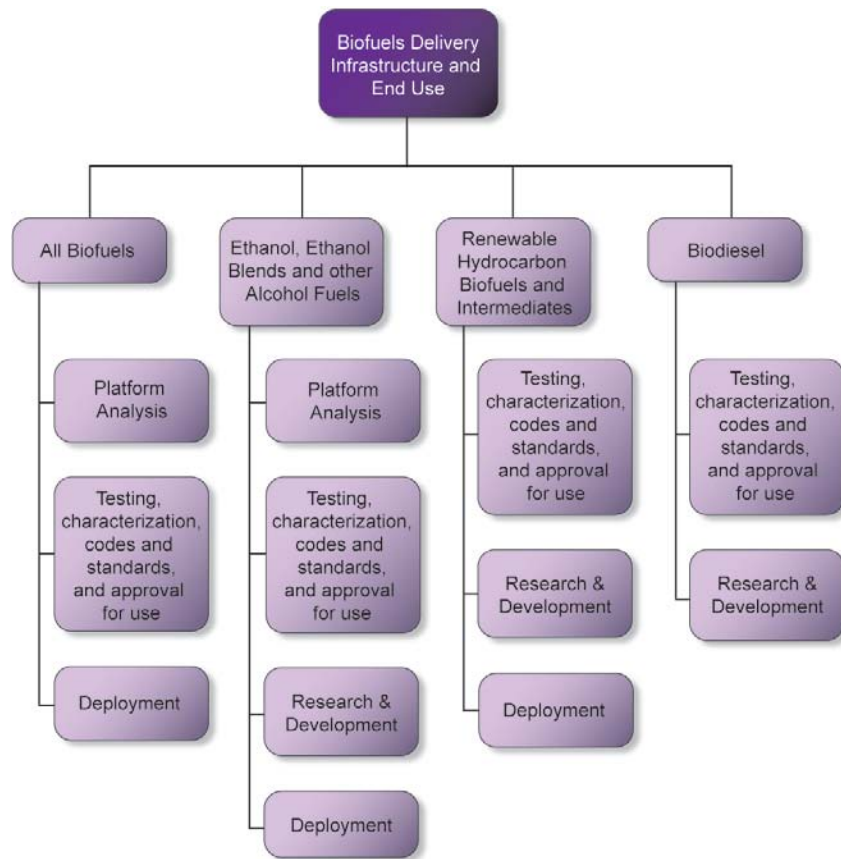 Biofuels Delivery
Infrastructure and
End Use
All Biofuels
Platform
Analysis
Testing,
characterization,
codes and
standards,
and approval
for use
Deployment
Ethanol, Ethanol
Blends and other
Alcohol Fuels
Platform
Analysis
Testing,
characterization,
codes and
standards,
and approval
for use
Research &
Development
Deployment
Renewable
Hydrocarbon
Biofuels and
Intermediates
Testing,
characterization,
codes and
standards,
and approval
for use
Research &
Development
Deployment
Biodiesel
Testing,
characterization,
codes and
standards,
and approval
for use
Research &
Development